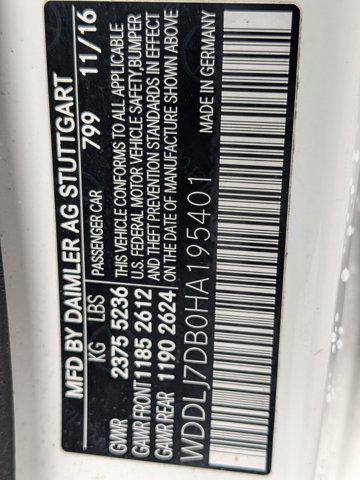 MFD BY DAIMLER AG STUTTGART
KG LBS PASSENGER CAR 799 11/16
GVWR 2375 5236 THIS VEHICLE CONFORMS TO ALL APPLICABLE
GAWR FRONT 1185 2612 U.S. FEDERAL MOTOR VEHICLE SAFETY,BUMPER
GAWR REAR 1190 2624 AND THEFT PREVENTION STANDARDS IN EFFECT
ON THE DATE OF MANUFACTURE SHOWN ABOVE
WDDLJ7DB0HA195401 MADE IN GERMANY